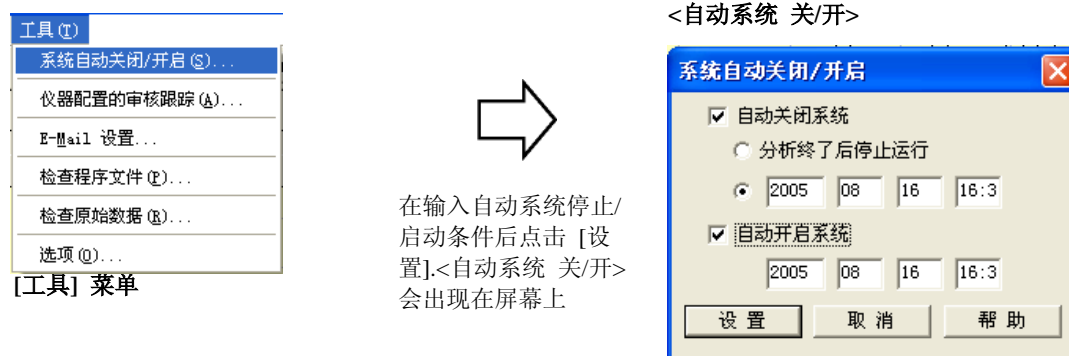 工具(T)
系统自动关闭/开启(S)...
仪器配置的审核跟踪(A)...
E-Mail 设置...
检查程序文件(P)...
检查原始数据(R)...
选项(O)...
[工具] 菜单
在输入自动系统停止/
启动条件后点击 [设
置].<自动系统 关/开>
会出现在屏幕上
<自动系统 关/开>
系统自动关闭/开启
自动关闭系统
分析终了后停止运行
2005 08 16 16:3
自动开启系统
2005 08 16 16:3
设 置 取 消 帮 助